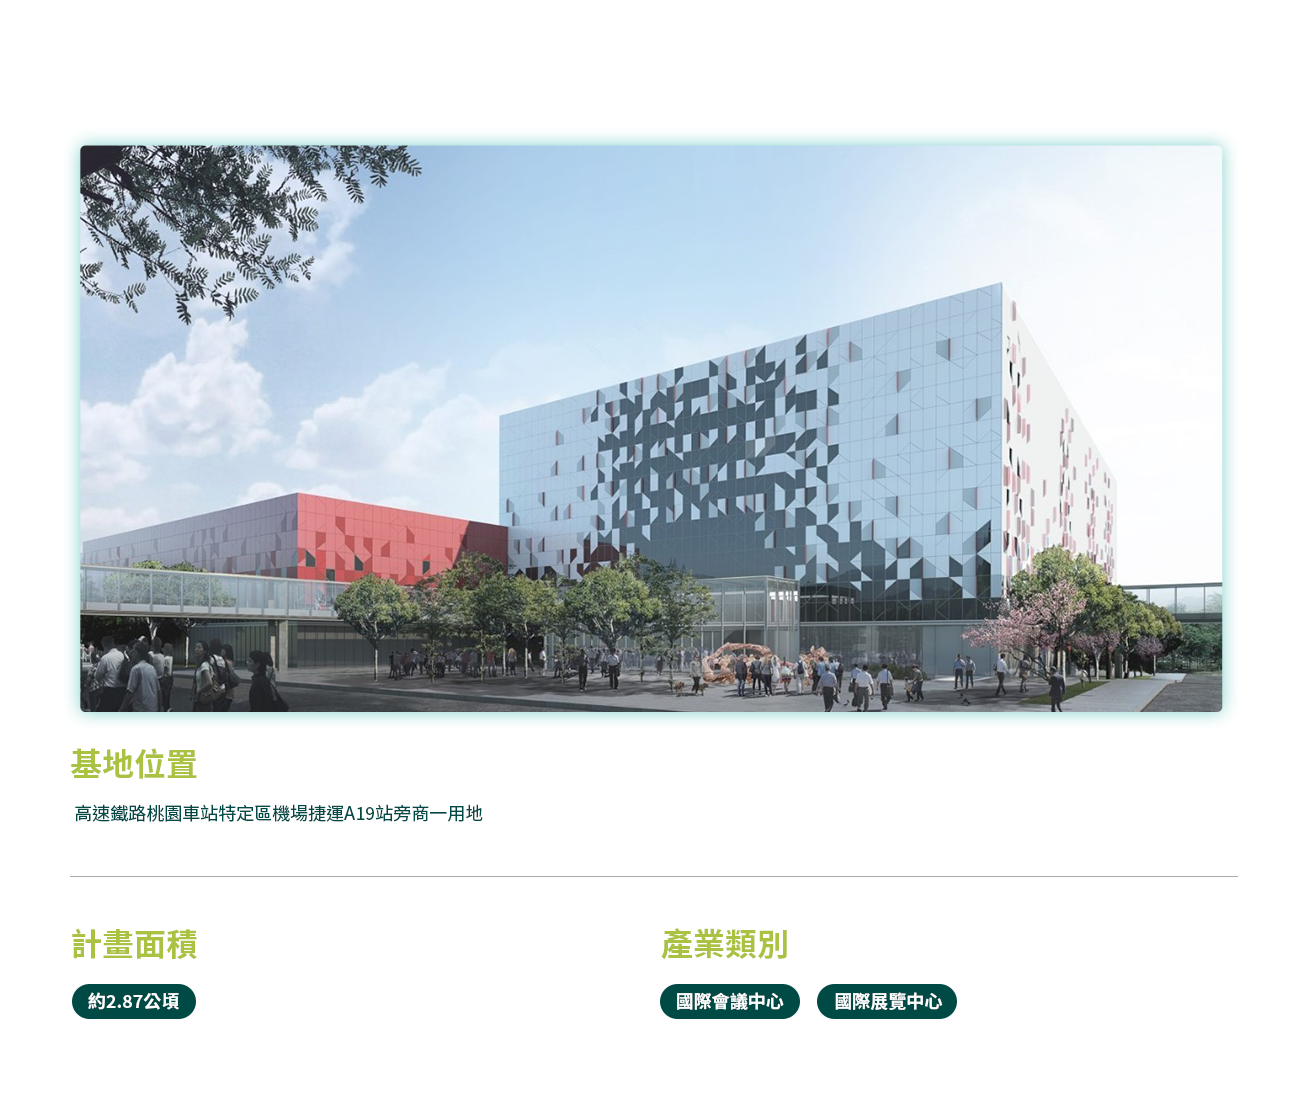 基地位置
高速鐵路桃園車站特定區機場捷運A19站旁商一用地
計畫面積
約2.87公頃
產業類別
國際會議中心
國際展覽中心